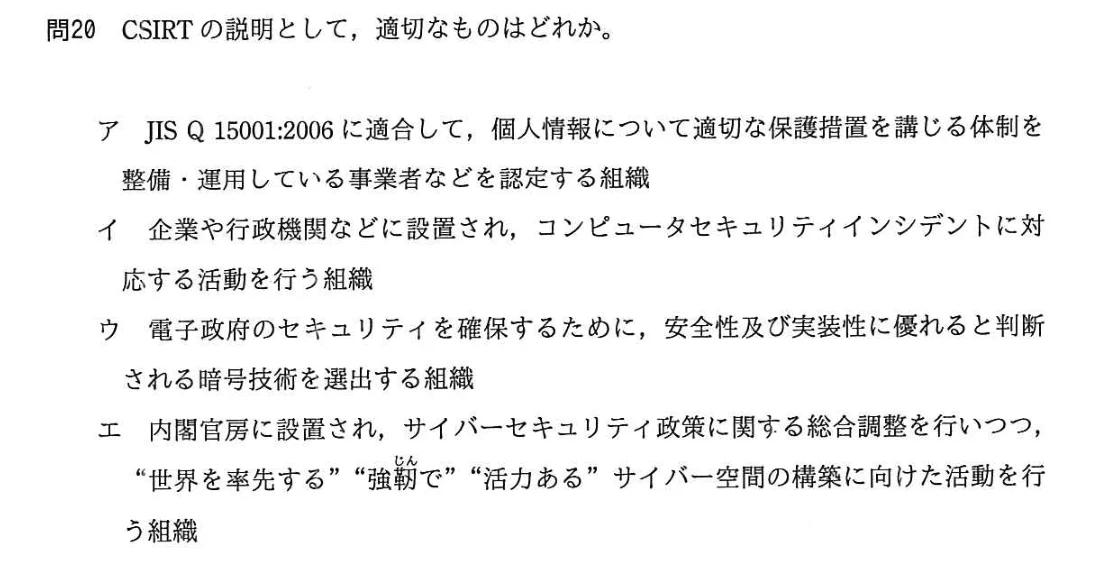 問20 CSIRT の説明として，適切なものはどれか。
ア JIS Q 15001:2006 に適合して，個人情報について適切な保護措置を講じる体制を
整備・運用している事業者などを認定する組織
イ 企業や行政機関などに設置され，コンピュータセキュリティインシデントに対
応する活動を行う組織
ウ 電子政府のセキュリティを確保するために，安全性及び実装性に優れると判断
される暗号技術を選出する組織
エ 内閣官房に設置され，サイバーセキュリティ政策に関する総合調整を行いつつ，
じん
“世界を率先する”“強靭で”“活力ある”サイバー空間の構築に向けた活動を行
う組織